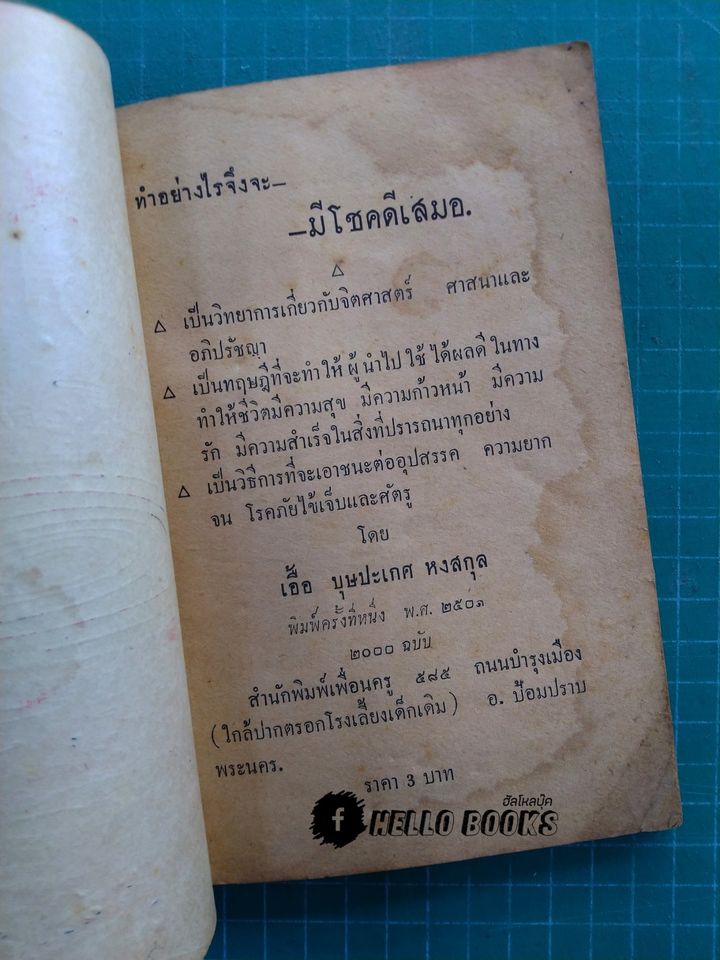 ทำอย่างไรจึงจะ—
—มีโชคดีเสมอ.
△
△ เป็นวิทยาการเกี่ยวกับจิตศาสตร์ ศาสนาและ
อภิปรัชญา
△ เป็นทฤษฎีที่จะทำให้ผู้นำไปใช้ได้ผลดีในทาง
ทำให้ชีวิตมีความสุข มีความก้าวหน้า มีความ
รัก มีความสำเร็จในสิ่งที่ปรารถนาทุกอย่าง
△ เป็นวิธีการที่จะเอาชนะต่ออุปสรรค ความยาก
จน โรคภัยไข้เจ็บและศัตรู
โดย
เอื้อ บุษปะเกศ หงสกุล
พิมพ์ครั้งที่หนึ่ง พ.ศ. ๒๕๐๑
๒๐๐๐ ฉบับ
สำนักพิมพ์เพื่อนครู ๕๘๕ ถนนบำรุงเมือง
(ใกล้ปากตรอกโรงเลี้ยงเด็กเดิม) อ. ป้อมปราบ
พระนคร.
ราคา 3 บาท
ฮัลโหลบุ๊ค
f HELLO BOOKS